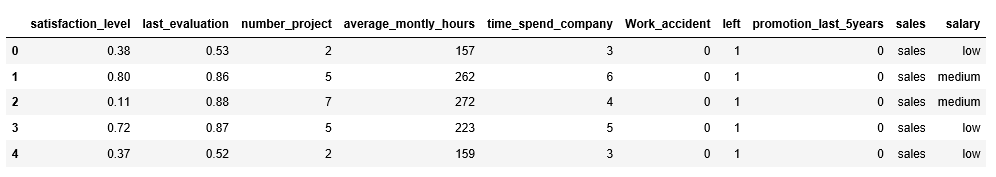 satisfaction_level last_evaluation number_project average_montly_hours time_spend_company Work_accident left promotion_last_5years sales salary
0 0.38 0.53 2 157 3 0 1 0 sales low
1 0.80 0.86 5 262 6 0 1 0 sales medium
2 0.11 0.88 7 272 4 0 1 0 sales medium
3 0.72 0.87 5 223 5 0 1 0 sales low
4 0.37 0.52 2 159 3 0 1 0 sales low